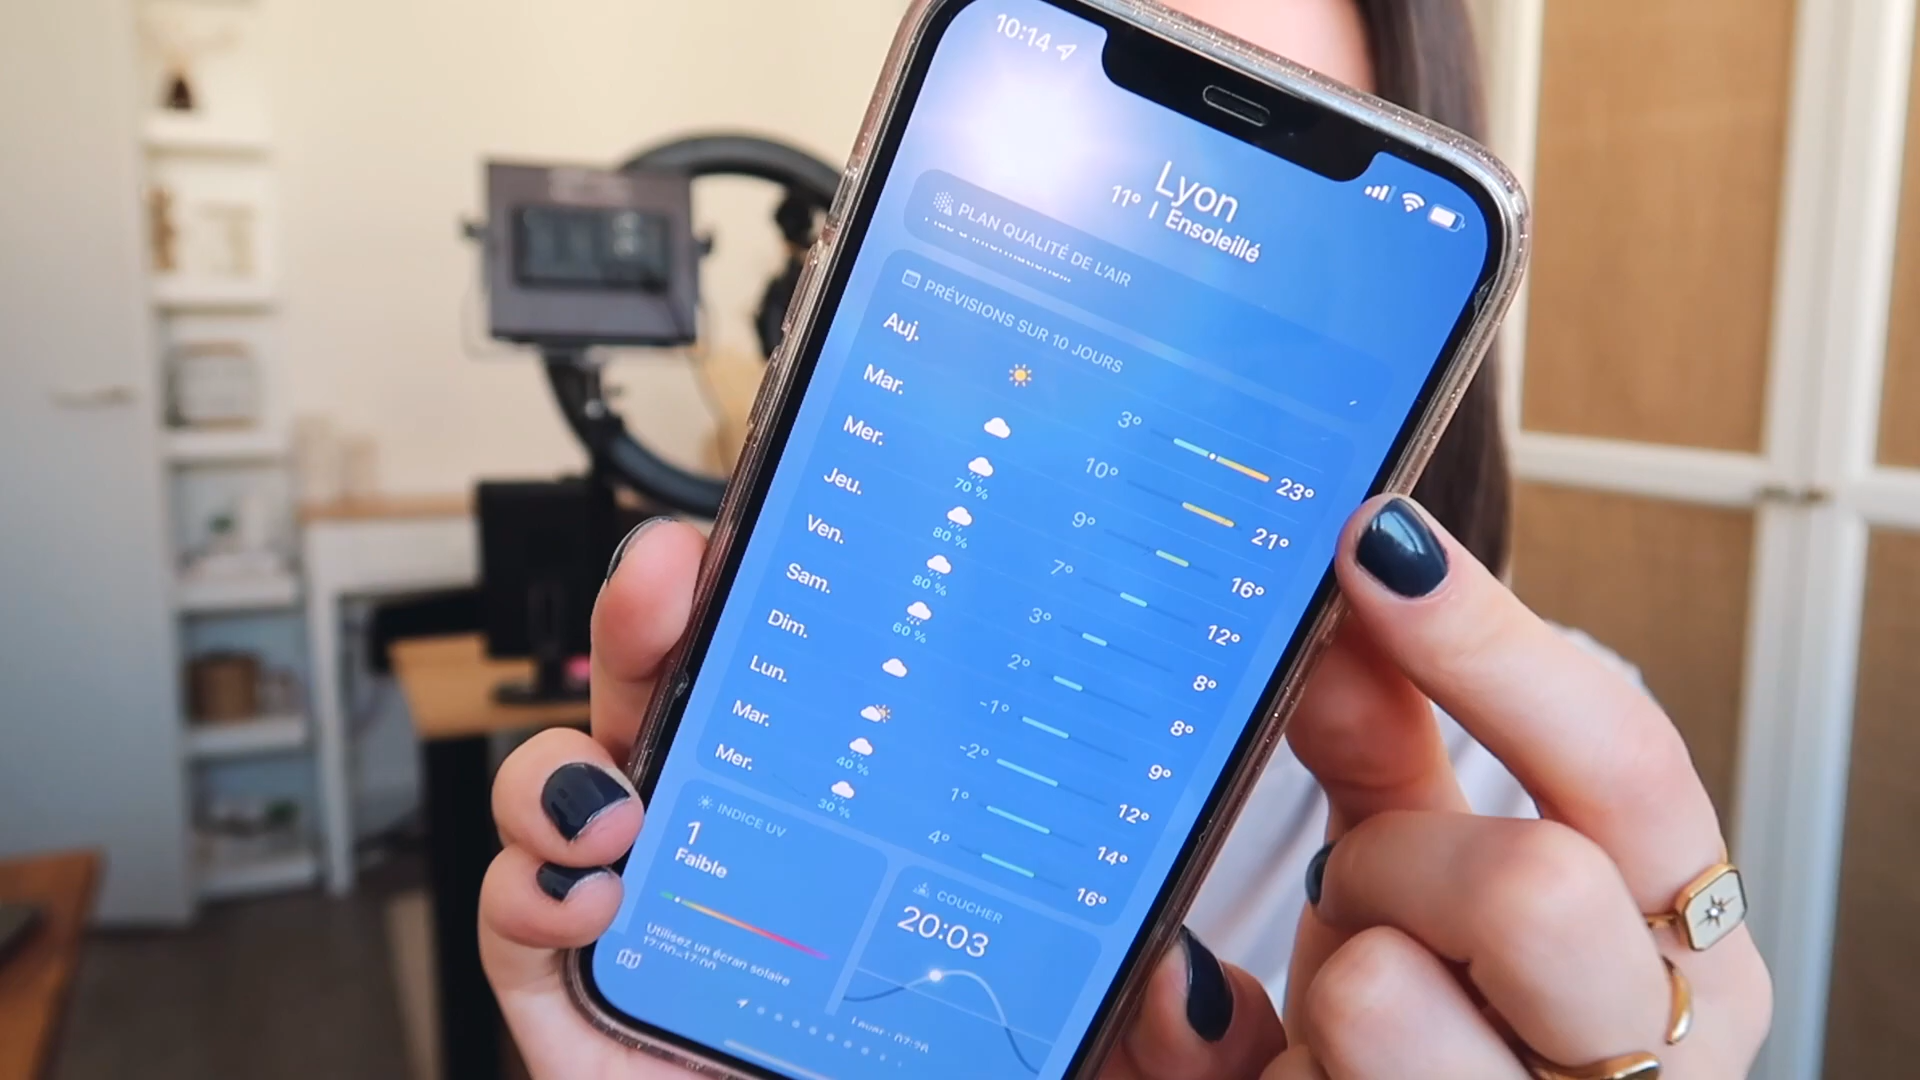 10:14
Lyon
11° | Ensoleillé
PLAN QUALITÉ DE L'AIR
PRÉVISIONS SUR 10 JOURS
Auj. 3° 23°
Mar. 10° 21°
Mer. 70 % 9° 16°
Jeu. 80 % 7° 12°
Ven. 80 % 3° 8°
Sam. 60 % 2° 8°
Dim. -1° 9°
Lun. -2° 12°
Mar. 40 % 1° 14°
Mer. 30 % 4° 16°
INDICE UV
1
Faible
Utilisez un écran solaire
COUCHER
20:03